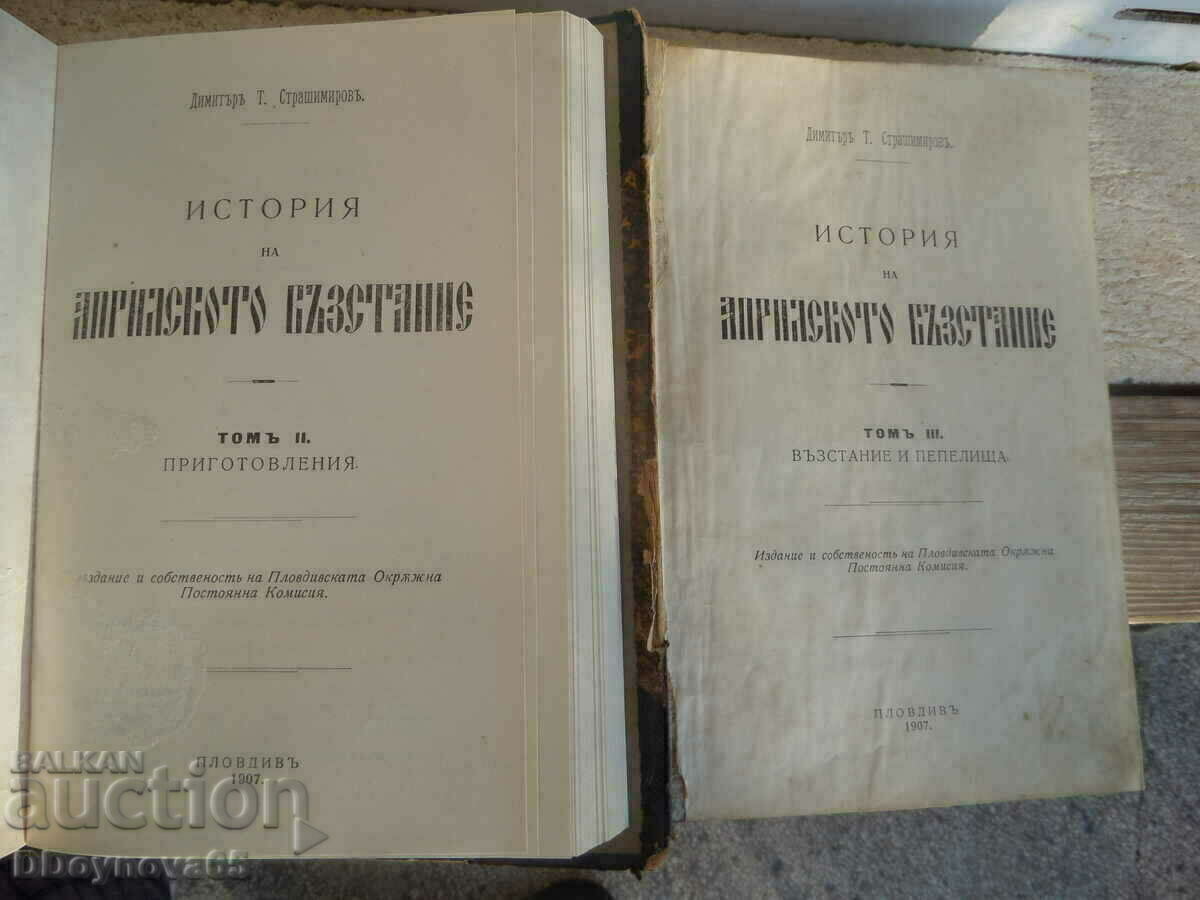 Димитъръ Т. Страшимировъ.
ИСТОРИЯ
НА
АПРИЛСКОТО ВЪЗСТАНИЕ
ТОМЪ II.
ПРИГОТОВЛЕНИЯ.
Издание и собственость на Пловдивската Окрѫжна
Постоянна Комисия.
ПЛОВДИВЪ
1907.
Димитъръ Т. Страшимировъ.
ИСТОРИЯ
НА
АПРИЛСКОТО ВЪЗСТАНИЕ
ТОМЪ III.
ВЪЗСТАНИЕ И ПЕПЕЛИЩА.
Издание и собственость на Пловдивската Окрѫжна
Постоянна Комисия.
ПЛОВДИВЪ
1907.
BALKAN
auction
Dboynova65